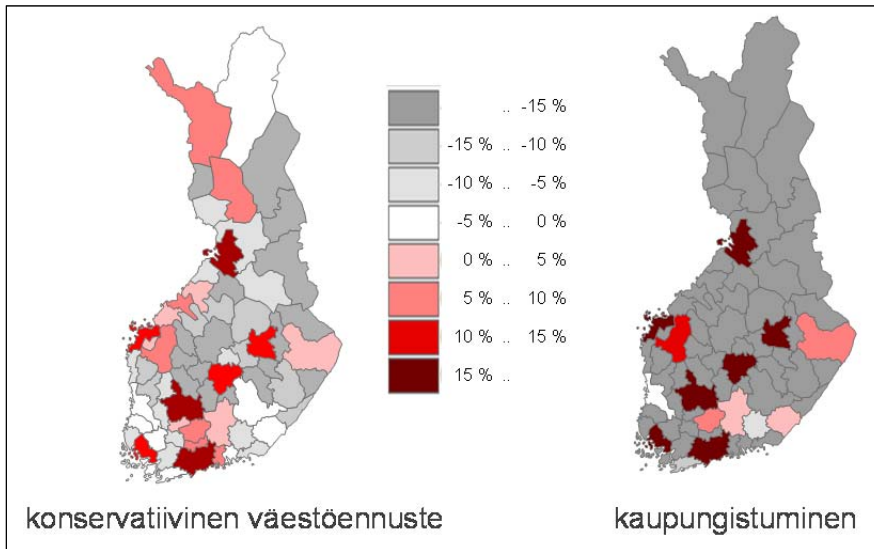 .. -15 %
-15 % .. -10 %
-10 % .. -5 %
-5 % .. 0 %
0 % .. 5 %
5 % .. 10 %
10 % .. 15 %
15 % ..
konservatiivinen väestöennuste
kaupungistuminen